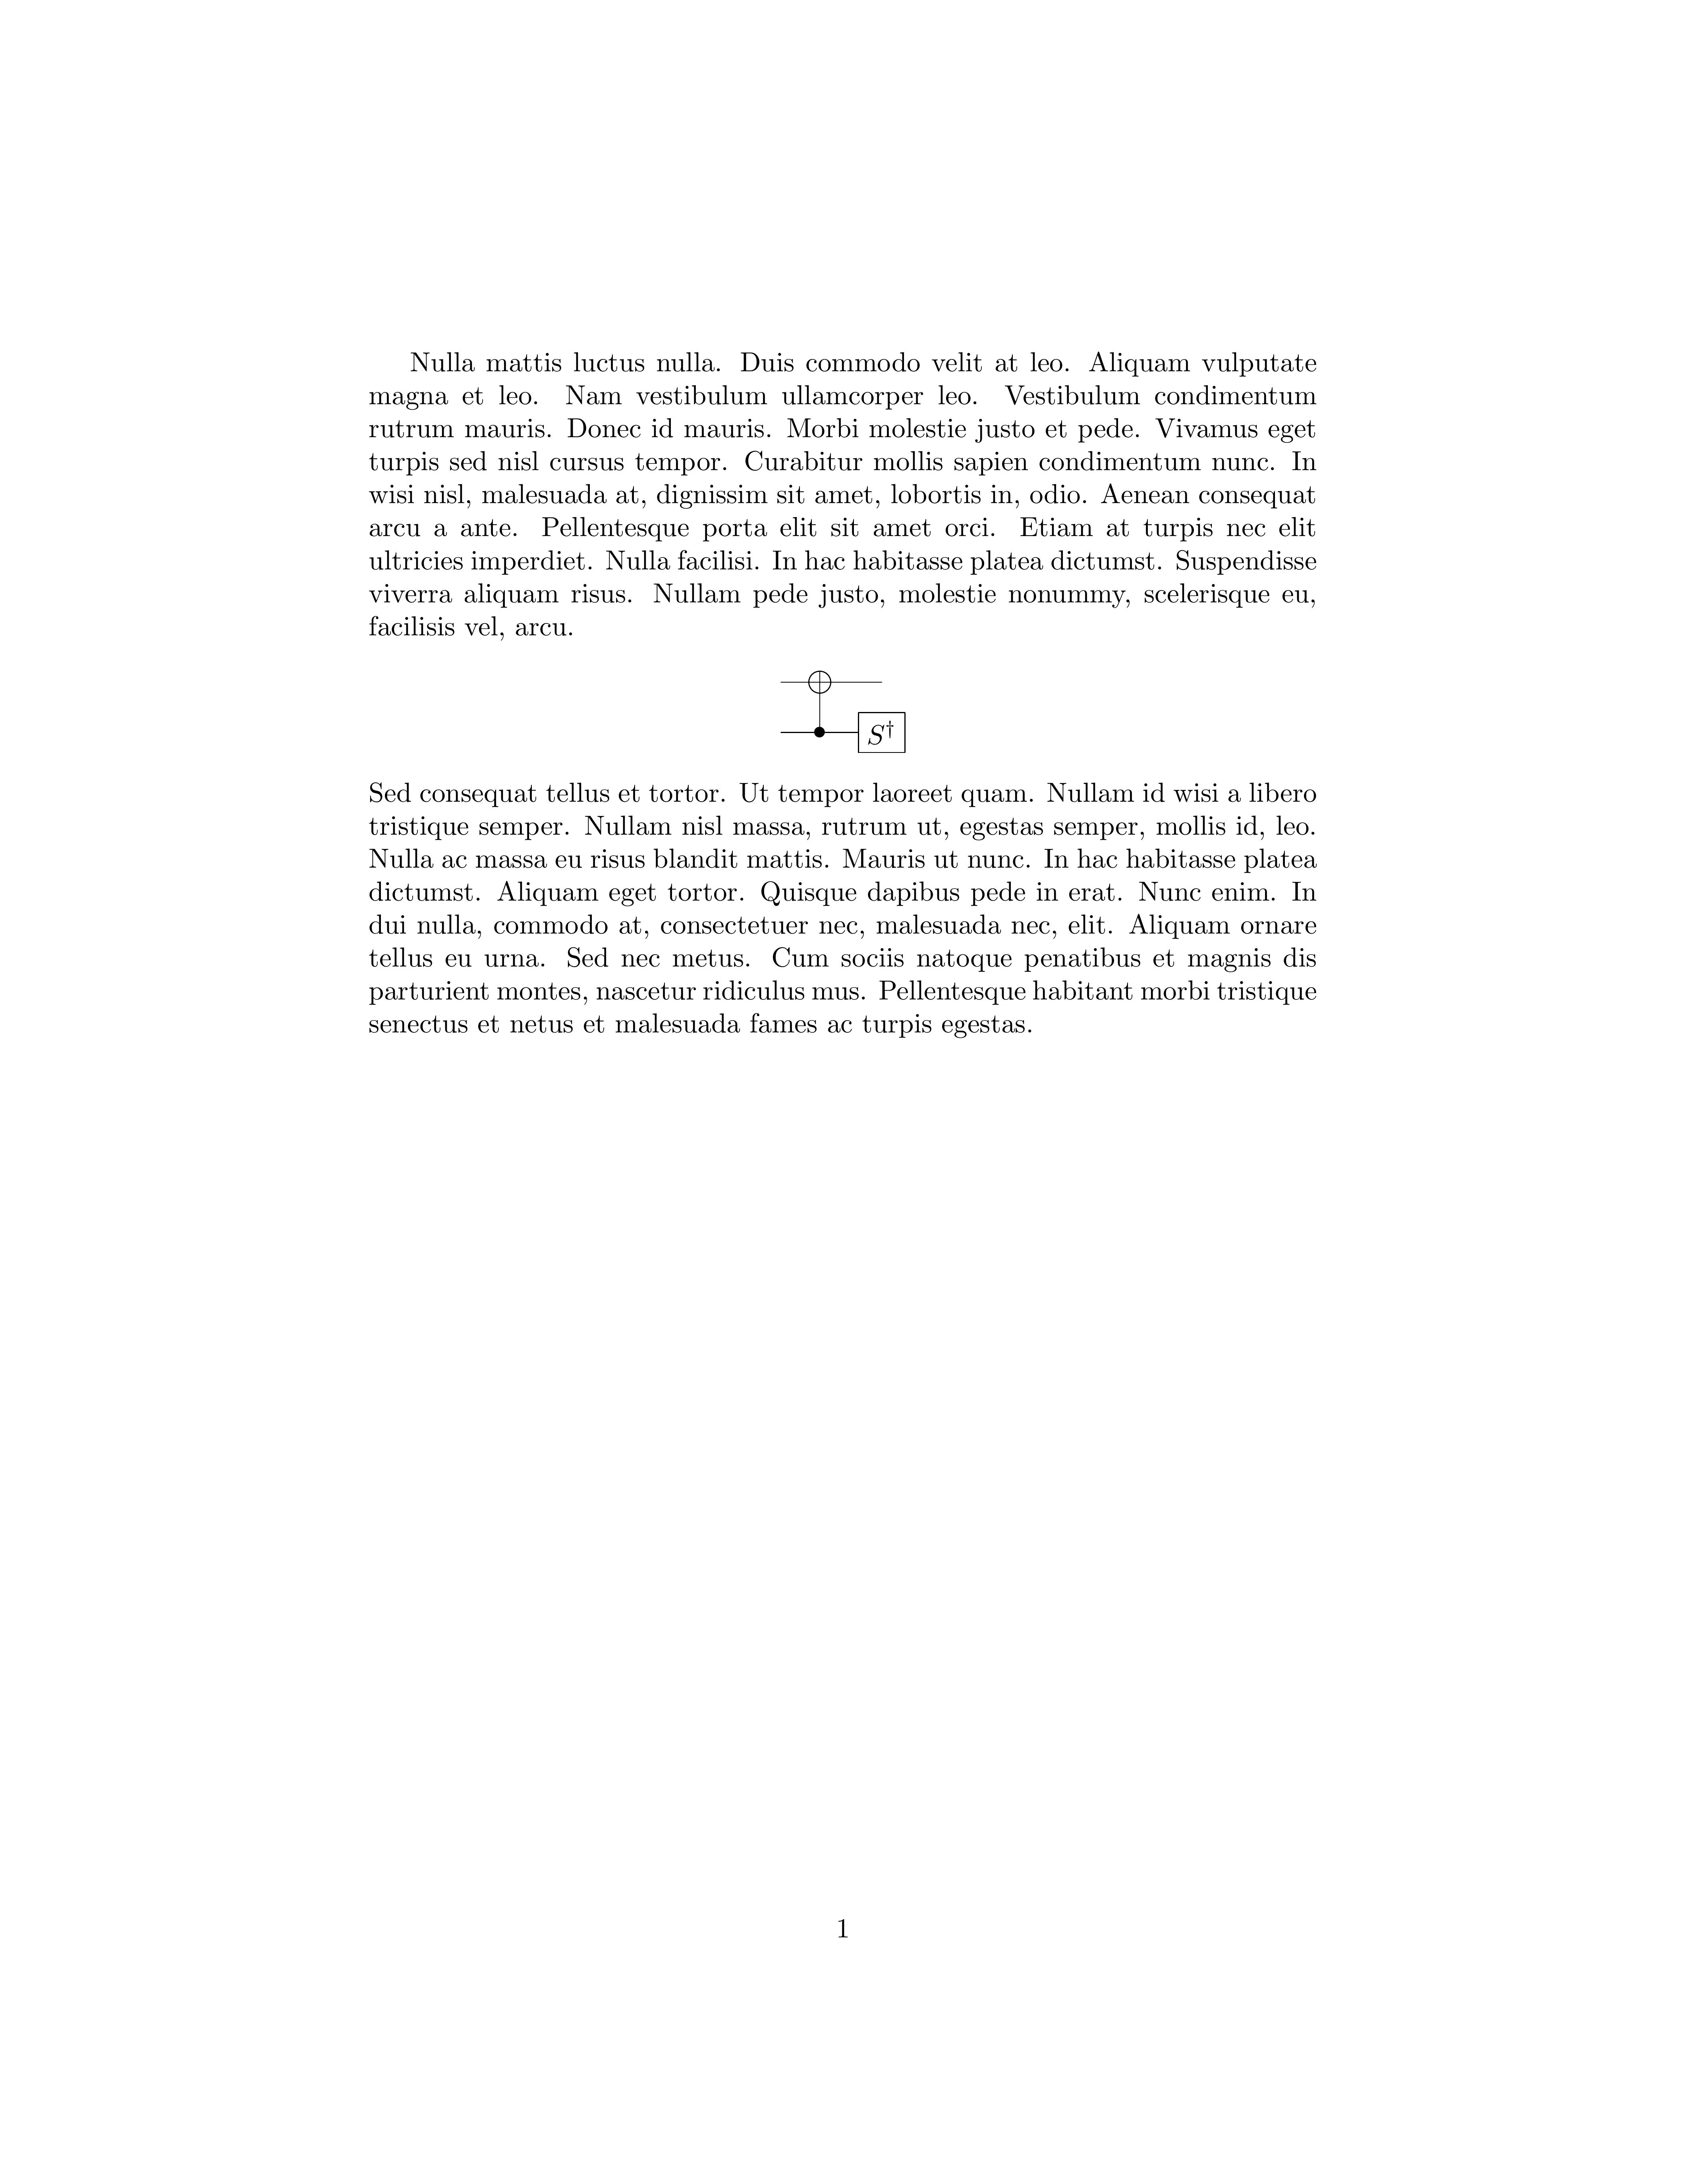 Nulla mattis luctus nulla. Duis commodo velit at leo. Aliquam vulputate
magna et leo. Nam vestibulum ullamcorper leo. Vestibulum condimentum
rutrum mauris. Donec id mauris. Morbi molestie justo et pede. Vivamus eget
turpis sed nisl cursus tempor. Curabitur mollis sapien condimentum nunc. In
wisi nisl, malesuada at, dignissim sit amet, lobortis in, odio. Aenean consequat
arcu a ante. Pellentesque porta elit sit amet orci. Etiam at turpis nec elit
ultricies imperdiet. Nulla facilisi. In hac habitasse platea dictumst. Suspendisse
viverra aliquam risus. Nullam pede justo, molestie nonummy, scelerisque eu,
facilisis vel, arcu.
S†
Sed consequat tellus et tortor. Ut tempor laoreet quam. Nullam id wisi a libero
tristique semper. Nullam nisl massa, rutrum ut, egestas semper, mollis id, leo.
Nulla ac massa eu risus blandit mattis. Mauris ut nunc. In hac habitasse platea
dictumst. Aliquam eget tortor. Quisque dapibus pede in erat. Nunc enim. In
dui nulla, commodo at, consectetuer nec, malesuada nec, elit. Aliquam ornare
tellus eu urna. Sed nec metus. Cum sociis natoque penatibus et magnis dis
parturient montes, nascetur ridiculus mus. Pellentesque habitant morbi tristique
senectus et netus et malesuada fames ac turpis egestas.
1